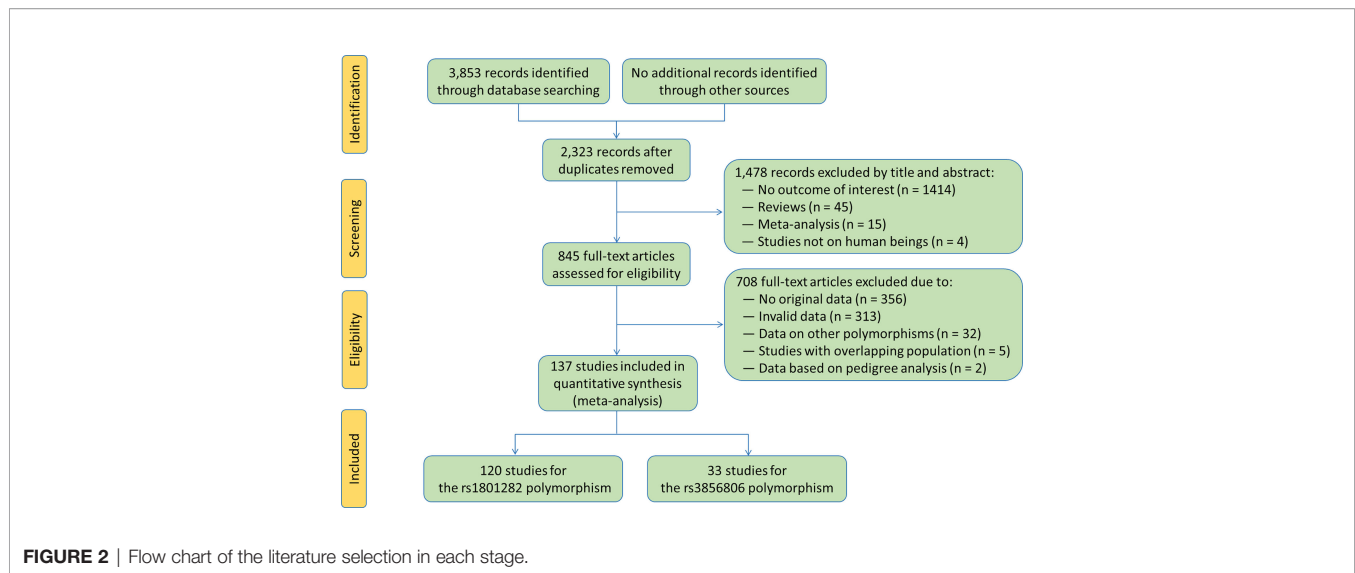 Identification
3,853 records identified
through database searching
No additional records identified
through other sources
2,323 records after
duplicates removed
Screening
1,478 records excluded by title and abstract:
— No outcome of interest (n = 1414)
— Reviews (n = 45)
— Meta-analysis (n = 15)
— Studies not on human beings (n = 4)
845 full-text articles
assessed for eligibility
Eligibility
708 full-text articles excluded due to:
— No original data (n = 356)
— Invalid data (n = 313)
— Data on other polymorphisms (n = 32)
— Studies with overlapping population (n = 5)
— Data based on pedigree analysis (n = 2)
137 studies included in
quantitative synthesis
(meta-analysis)
Included
120 studies for
the rs1801282 polymorphism
33 studies for
the rs3856806 polymorphism
FIGURE 2 | Flow chart of the literature selection in each stage.